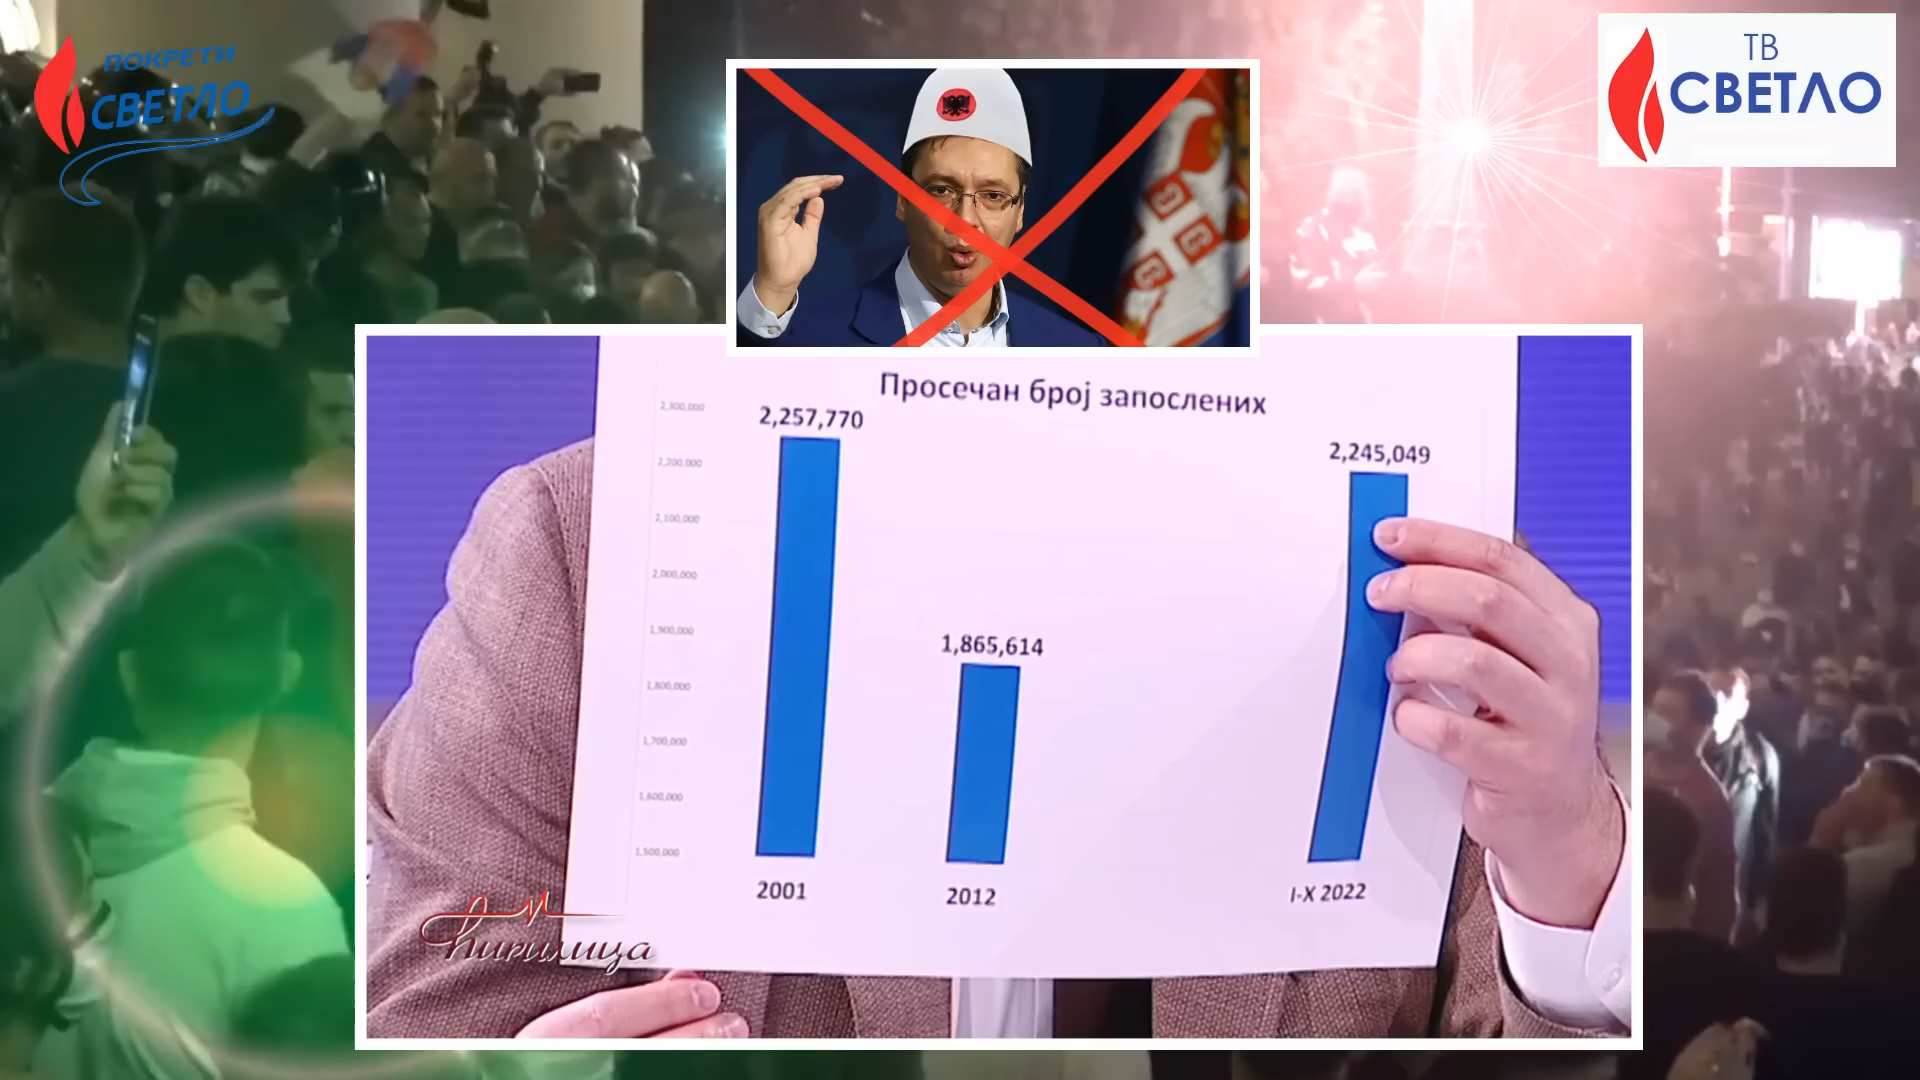 ПОКРЕТИ
СВЕТЛО
ТВ
СВЕТЛО
Просечан број запослених
2,300,000
2,200,000
2,100,000
2,000,000
1,900,000
1,800,000
1,700,000
1,600,000
1,500,000
2,257,770
1,865,614
2,245,049
2001
2012
I-X 2022
Ћирилица